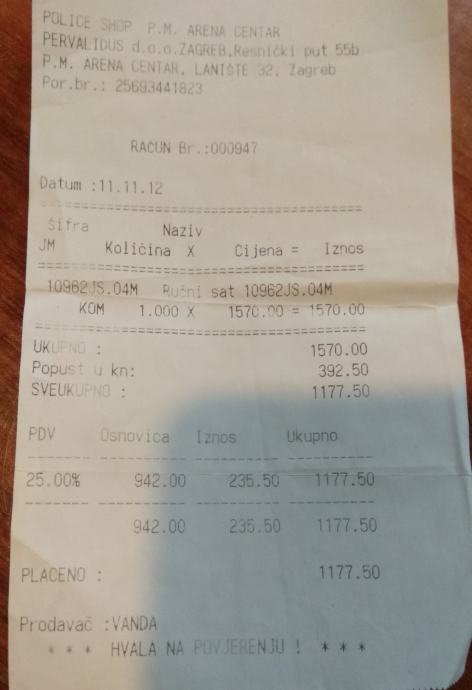 POLICE SHOP P.M. ARENA CENTAR
PERVALIDUS d.o.o.ZAGREB,Resnički put 55b
P.M. ARENA CENTAR, LANIŠTE 32, Zagreb
Por.br.: 25693441823
RAČUN Br.:000947
Datum :11.11.12
========================================
Šifra Naziv
JM Količina X Cijena = Iznos
========================================
10962JS.04M Ručni sat 10962JS.04M
KOM 1.000 X 1570.00 = 1570.00
========================================
UKUPNO : 1570.00
Popust u kn: 392.50
SVEUKUPNO : 1177.50
PDV Osnovica Iznos Ukupno
------- --------- --------- ---------
25.00% 942.00 235.50 1177.50
------- --------- --------- ---------
942.00 235.50 1177.50
PLAĆENO : 1177.50
Prodavač :VANDA
* * * HVALA NA POVJERENJU ! * * *